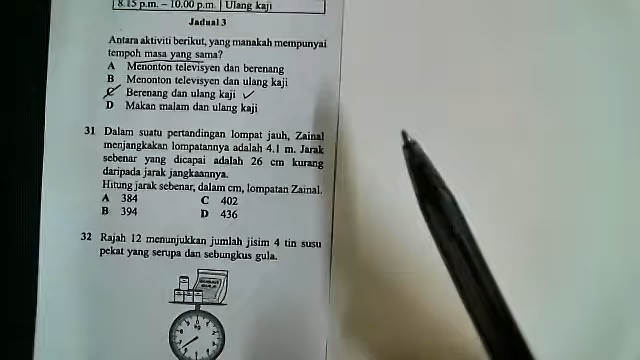 8.15 p.m. – 10.00 p.m. Ulang kaji
Jadual 3
Antara aktiviti berikut, yang manakah mempunyai
tempoh masa yang sama?
A Menonton televisyen dan berenang
B Menonton televisyen dan ulang kaji
C Berenang dan ulang kaji ✓
D Makan malam dan ulang kaji
31 Dalam suatu pertandingan lompat jauh, Zainal
menjangkakan lompatannya adalah 4.1 m. Jarak
sebenar yang dicapai adalah 26 cm kurang
daripada jarak jangkaannya.
Hitung jarak sebenar, dalam cm, lompatan Zainal.
A 384 C 402
B 394 D 436
32 Rajah 12 menunjukkan jumlah jisim 4 tin susu
pekat yang serupa dan sebungkus gula.
kg